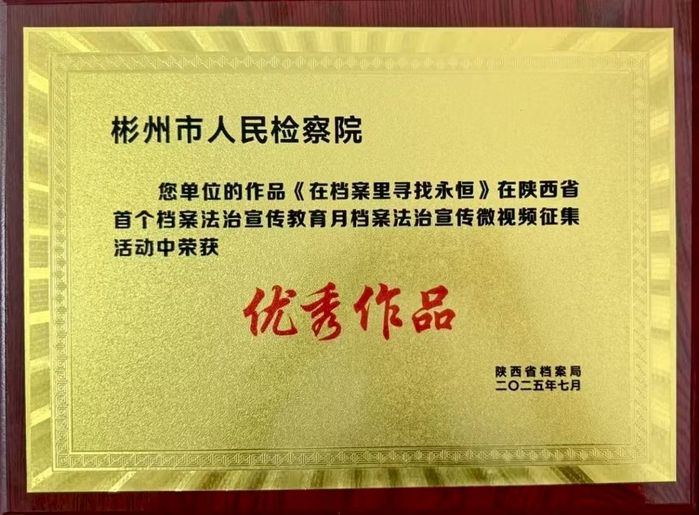 彬州市人民检察院
您单位的作品《在档案里寻找永恒》在陕西省
首个档案法治宣传教育月档案法治宣传微视频征集
活动中荣获
优秀作品
陕西省档案局
二〇二五年七月